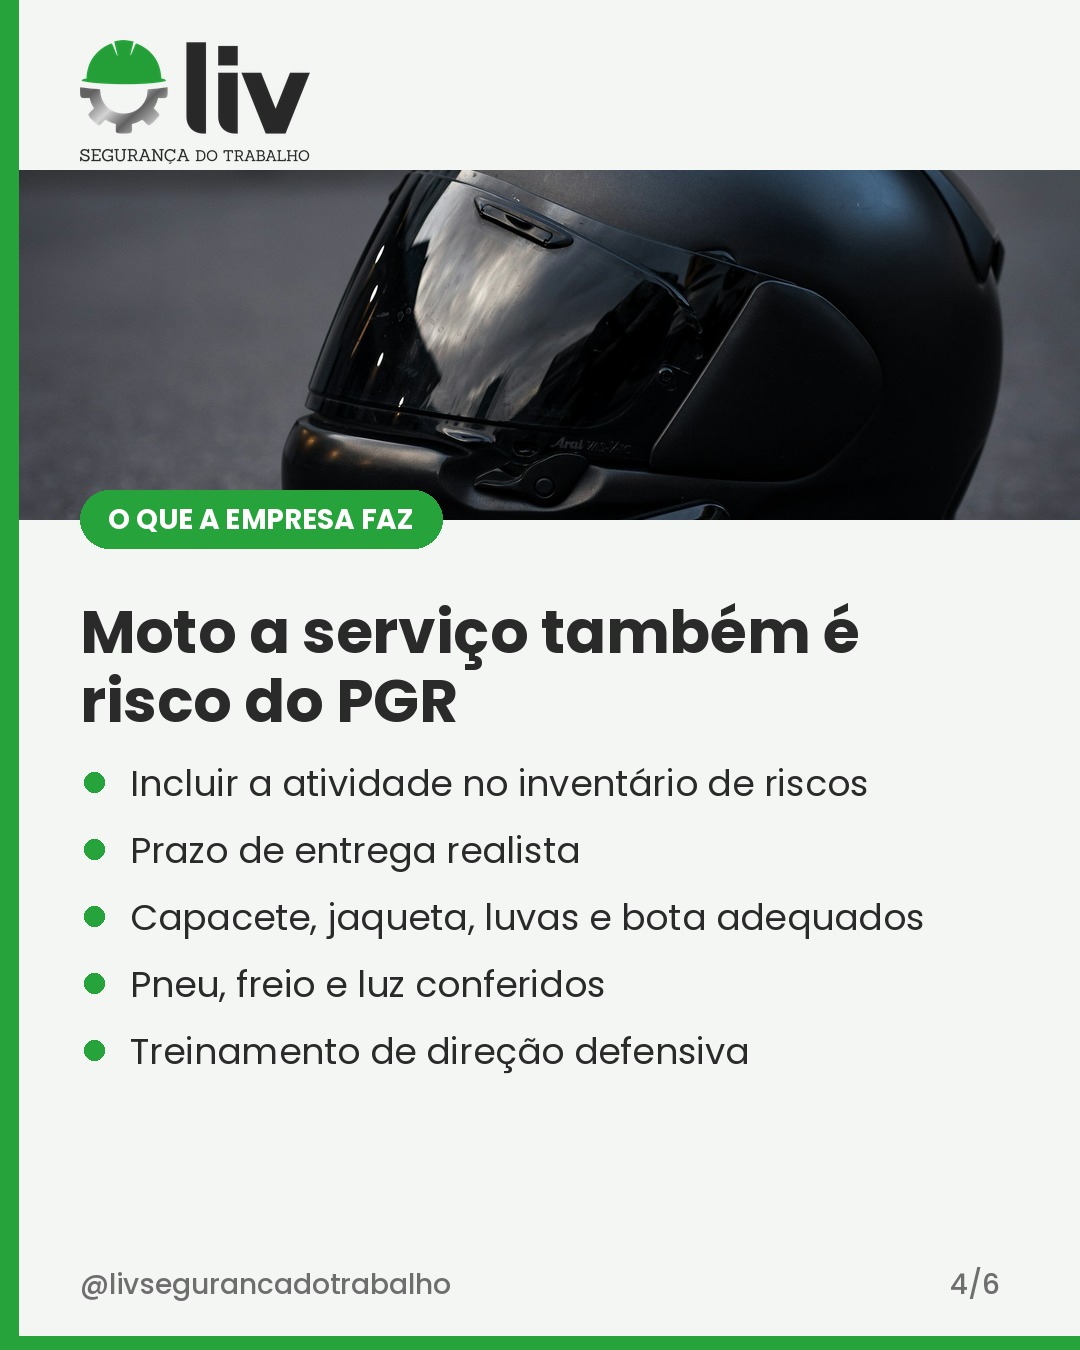 liv
SEGURANÇA DO TRABALHO
Arai
O QUE A EMPRESA FAZ
Moto a serviço também é
risco do PGR
Incluir a atividade no inventário de riscos
Prazo de entrega realista
Capacete, jaqueta, luvas e bota adequados
Pneu, freio e luz conferidos
Treinamento de direção defensiva
@livsegurancadotrabalho
4/6